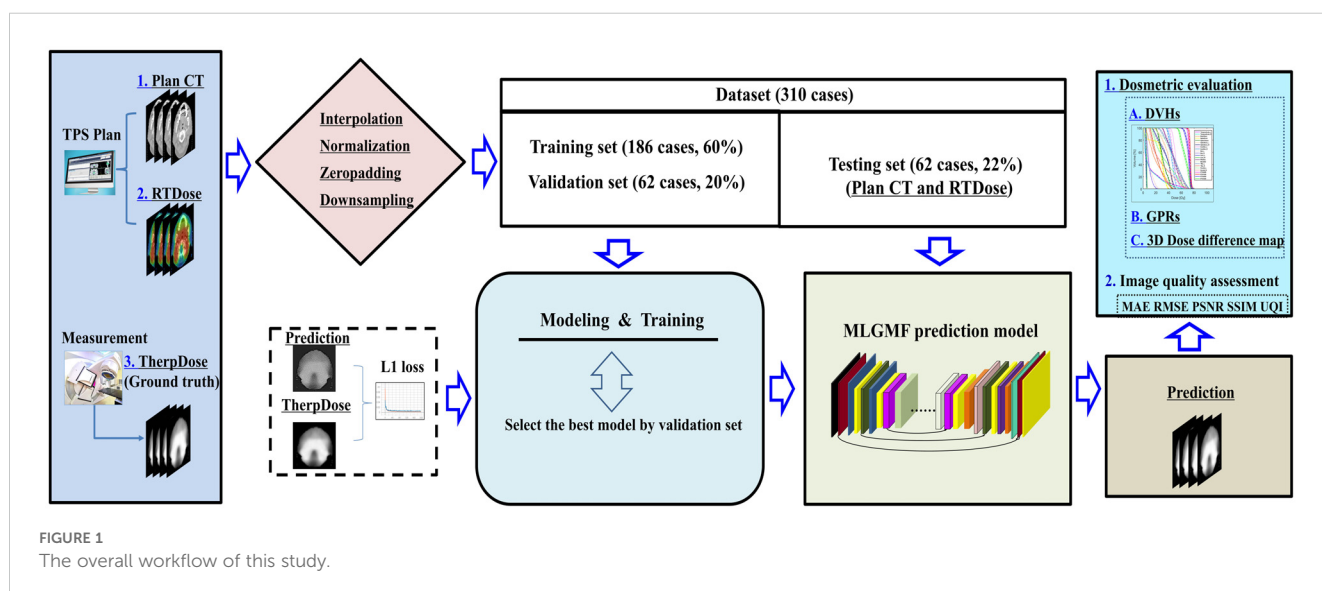 1. Plan CT
TPS Plan
2. RTDose
Measurement
3. TherpDose
(Ground truth)
Interpolation
Normalization
Zeropadding
Downsampling
Dataset (310 cases)
Training set (186 cases, 60%)
Validation set (62 cases, 20%)
Testing set (62 cases, 22%)
(Plan CT and RTDose)
Prediction
TherpDose
L1 loss
Modeling & Training
Select the best model by validation set
MLGMF prediction model
......
1. Dosmetric evaluation
A. DVHs
B. GPRs
C. 3D Dose difference map
2. Image quality assessment
MAE RMSE PSNR SSIM UQI
Prediction
FIGURE 1
The overall workflow of this study.